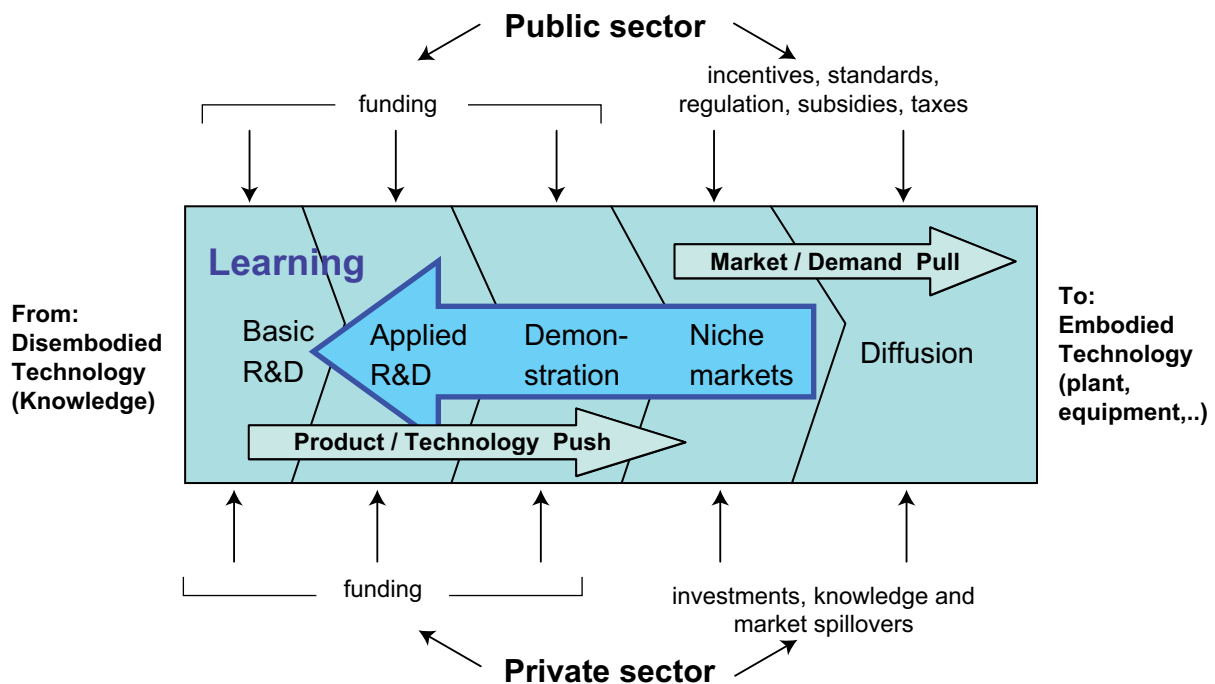 Public sector
funding
incentives, standards,
regulation, subsidies, taxes
Learning
Market / Demand Pull
From:
Disembodied
Technology
(Knowledge)
Basic
R&D
Applied
R&D
Demon-
stration
Niche
markets
Diffusion
To:
Embodied
Technology
(plant,
equipment,..)
Product / Technology Push
funding
investments, knowledge and
market spillovers
Private sector